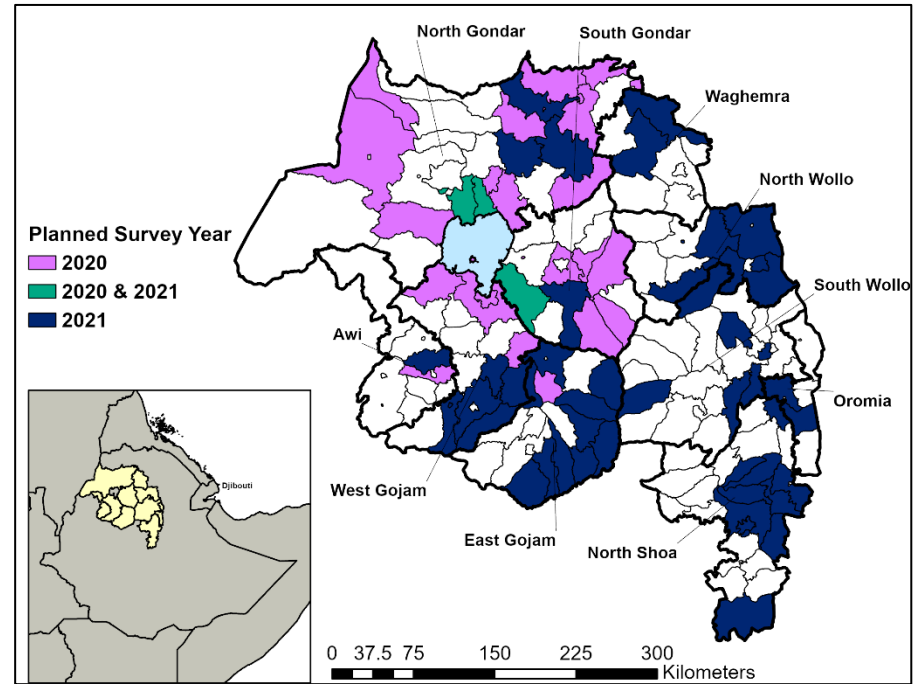 North Gondar
South Gondar
Waghemra
North Wollo
Planned Survey Year
2020
2020 & 2021
2021
South Wollo
Awi
Oromia
Djibouti
West Gojam
East Gojam
North Shoa
0 37.5 75 150 225 300
Kilometers